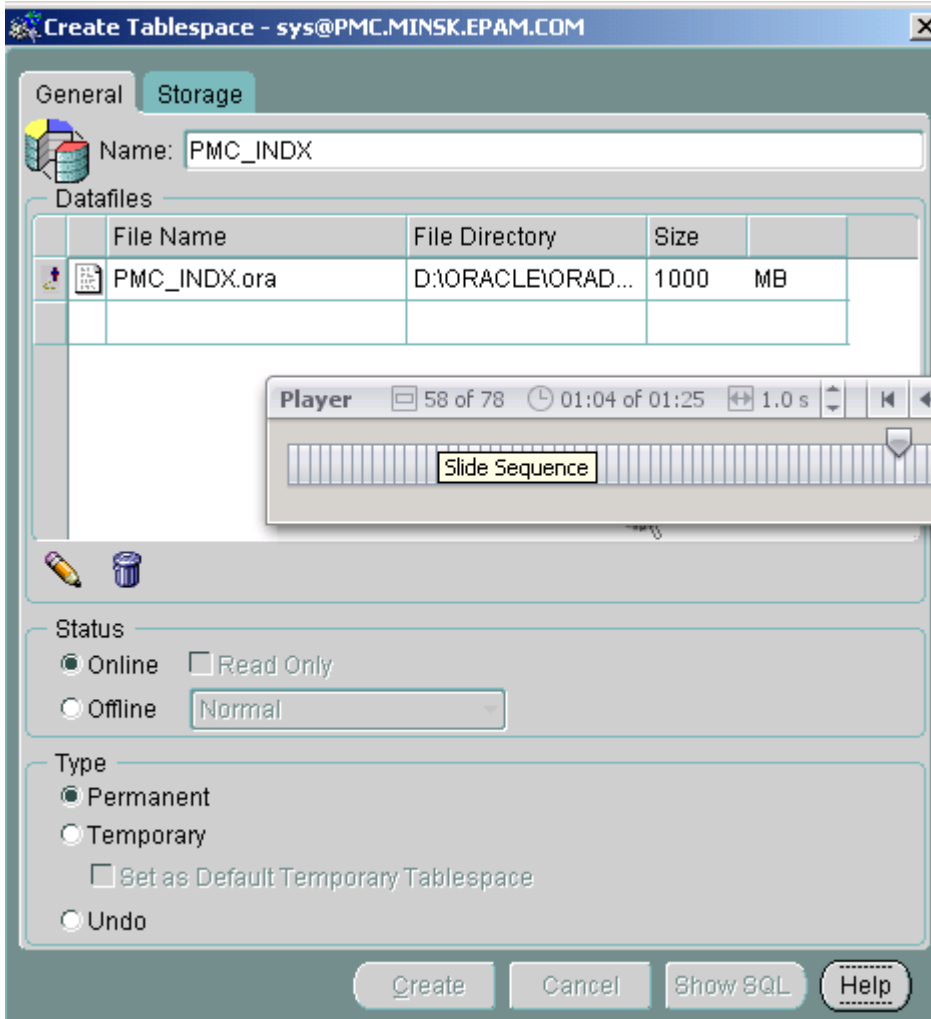 Create Tablespace - sys@PMC.MINSK.EPAM.COM
General Storage
Name: PMC_INDX
Datafiles
File Name File Directory Size
PMC_INDX.ora D:\ORACLE\ORAD... 1000 MB
Player 58 of 78 01:04 of 01:25 1.0 s
Slide Sequence
Status
Online Read Only
Offline Normal
Type
Permanent
Temporary
Set as Default Temporary Tablespace
Undo
Create Cancel Show SQL Help